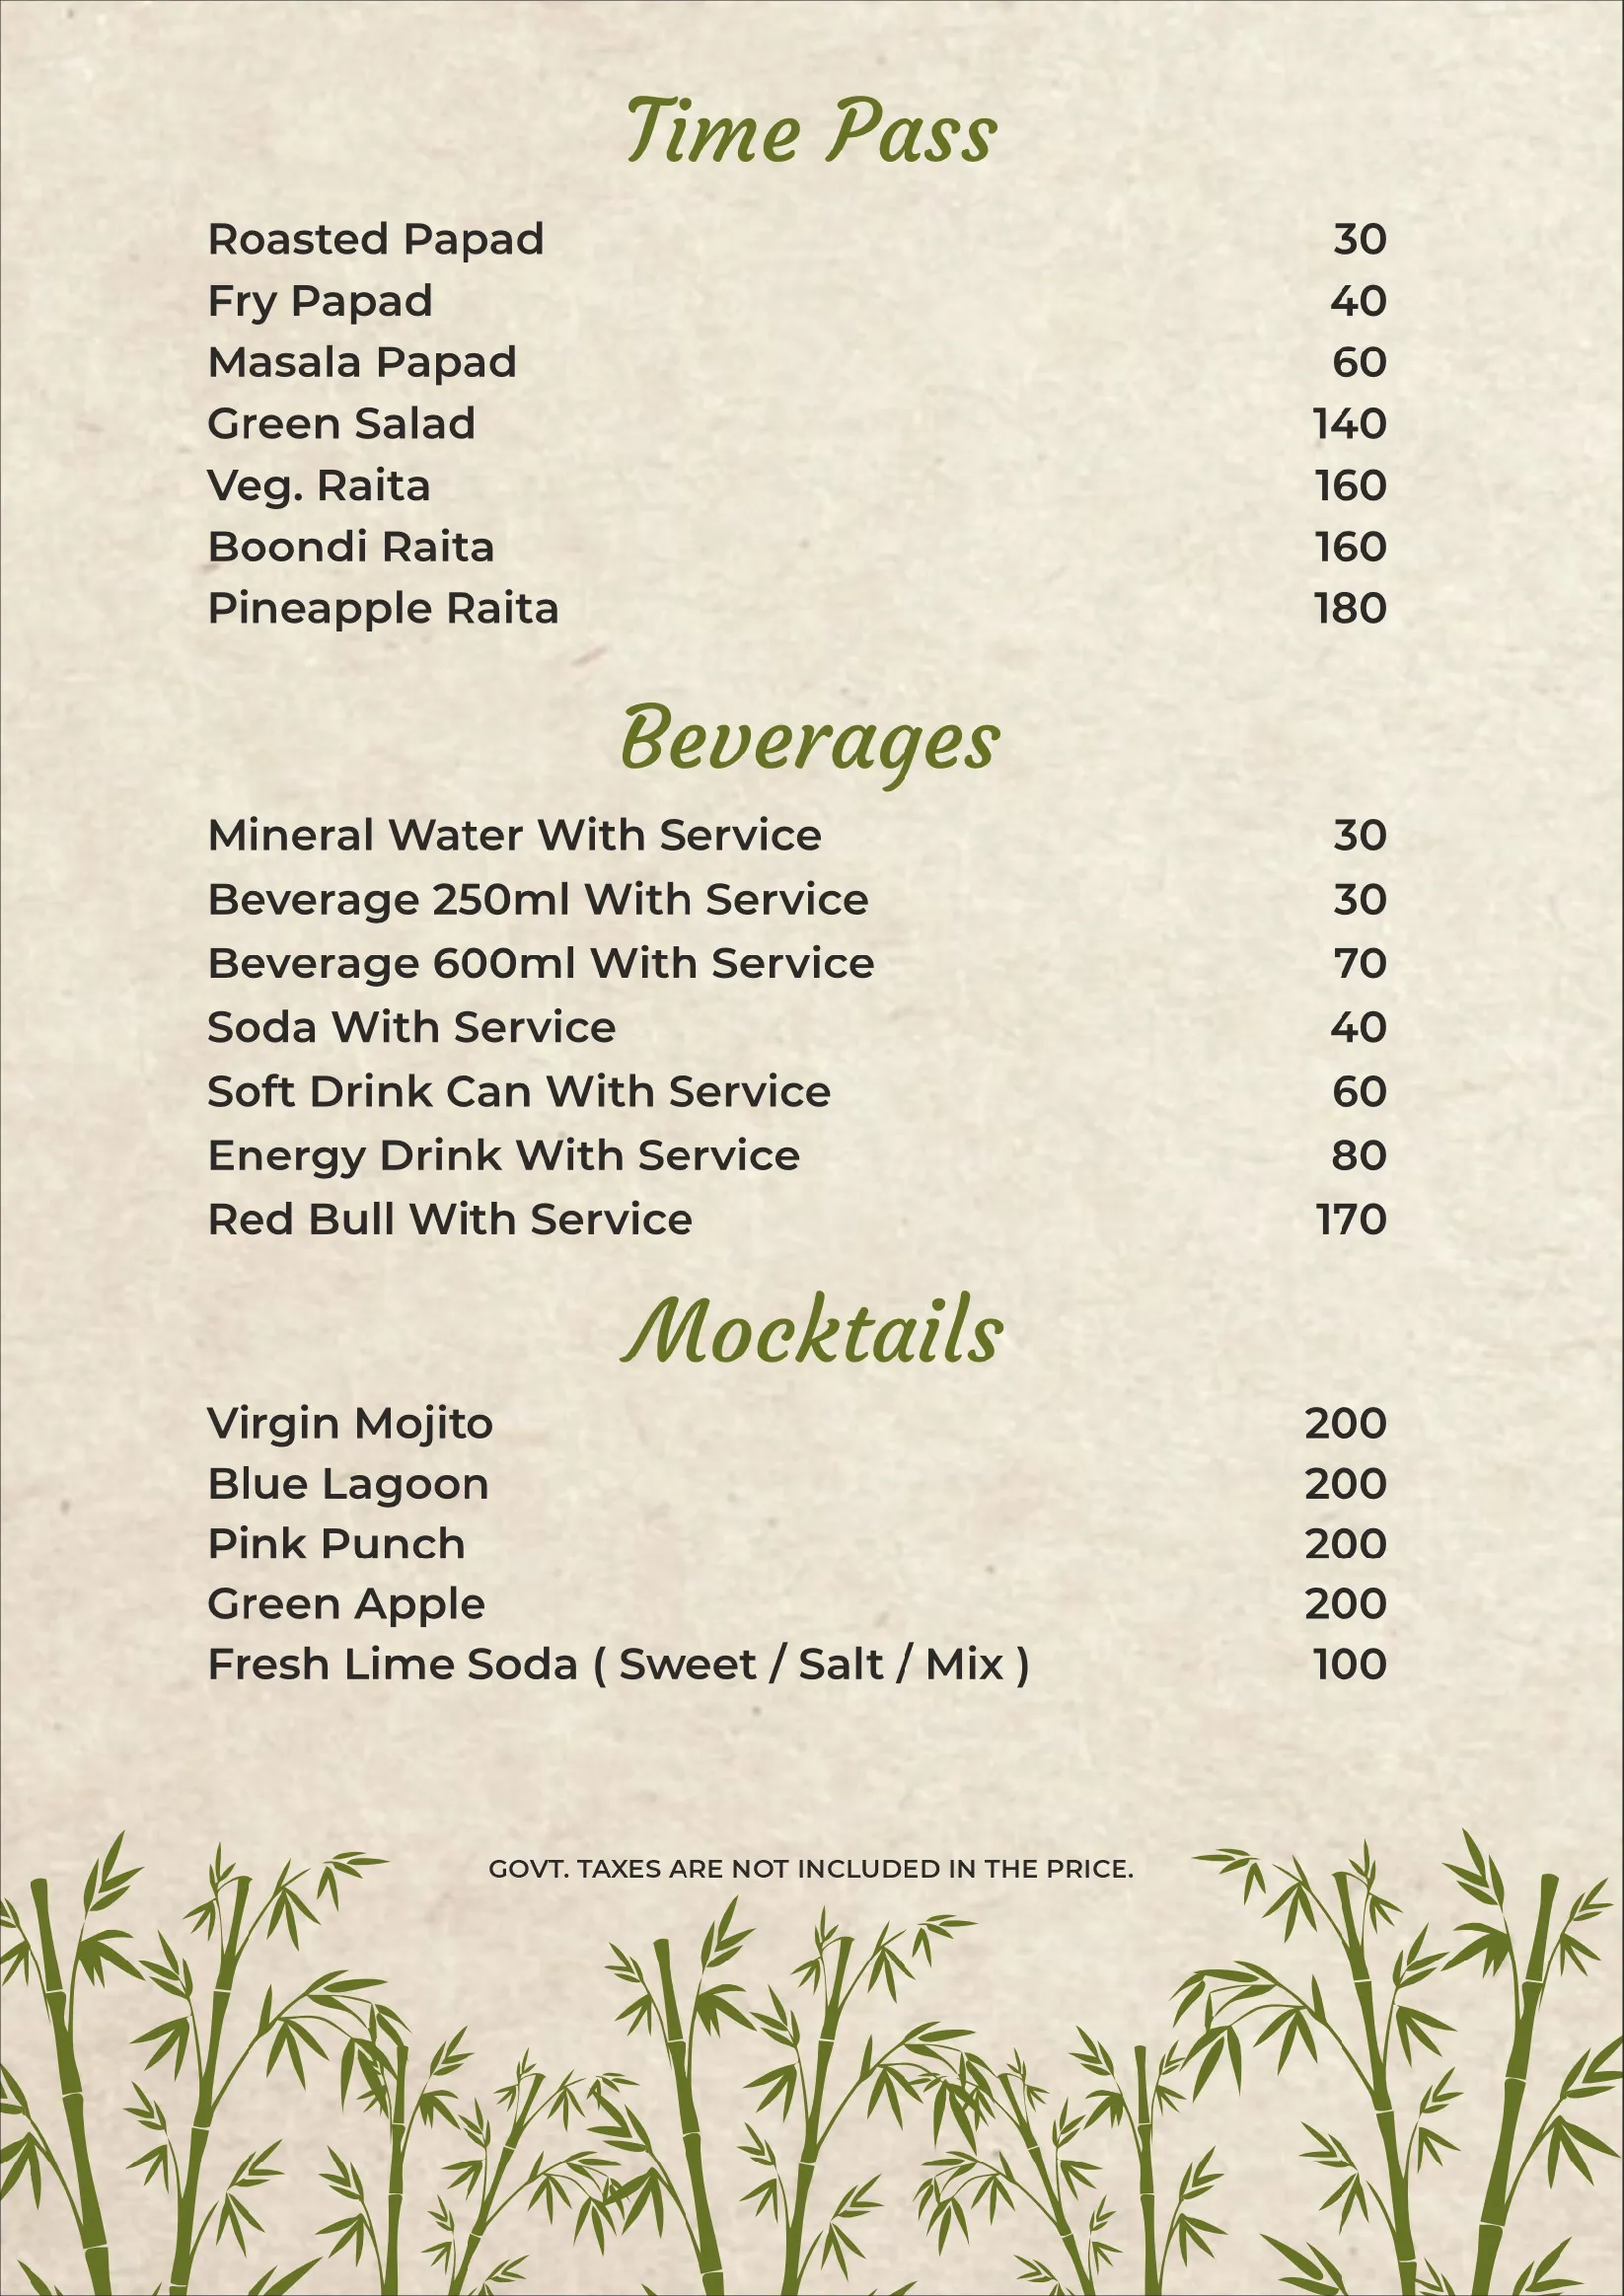 Time Pass
Roasted Papad 30
Fry Papad 40
Masala Papad 60
Green Salad 140
Veg. Raita 160
Boondi Raita 160
Pineapple Raita 180
Beverages
Mineral Water With Service 30
Beverage 250ml With Service 30
Beverage 600ml With Service 70
Soda With Service 40
Soft Drink Can With Service 60
Energy Drink With Service 80
Red Bull With Service 170
Mocktails
Virgin Mojito 200
Blue Lagoon 200
Pink Punch 200
Green Apple 200
Fresh Lime Soda ( Sweet / Salt / Mix ) 100
GOVT. TAXES ARE NOT INCLUDED IN THE PRICE.